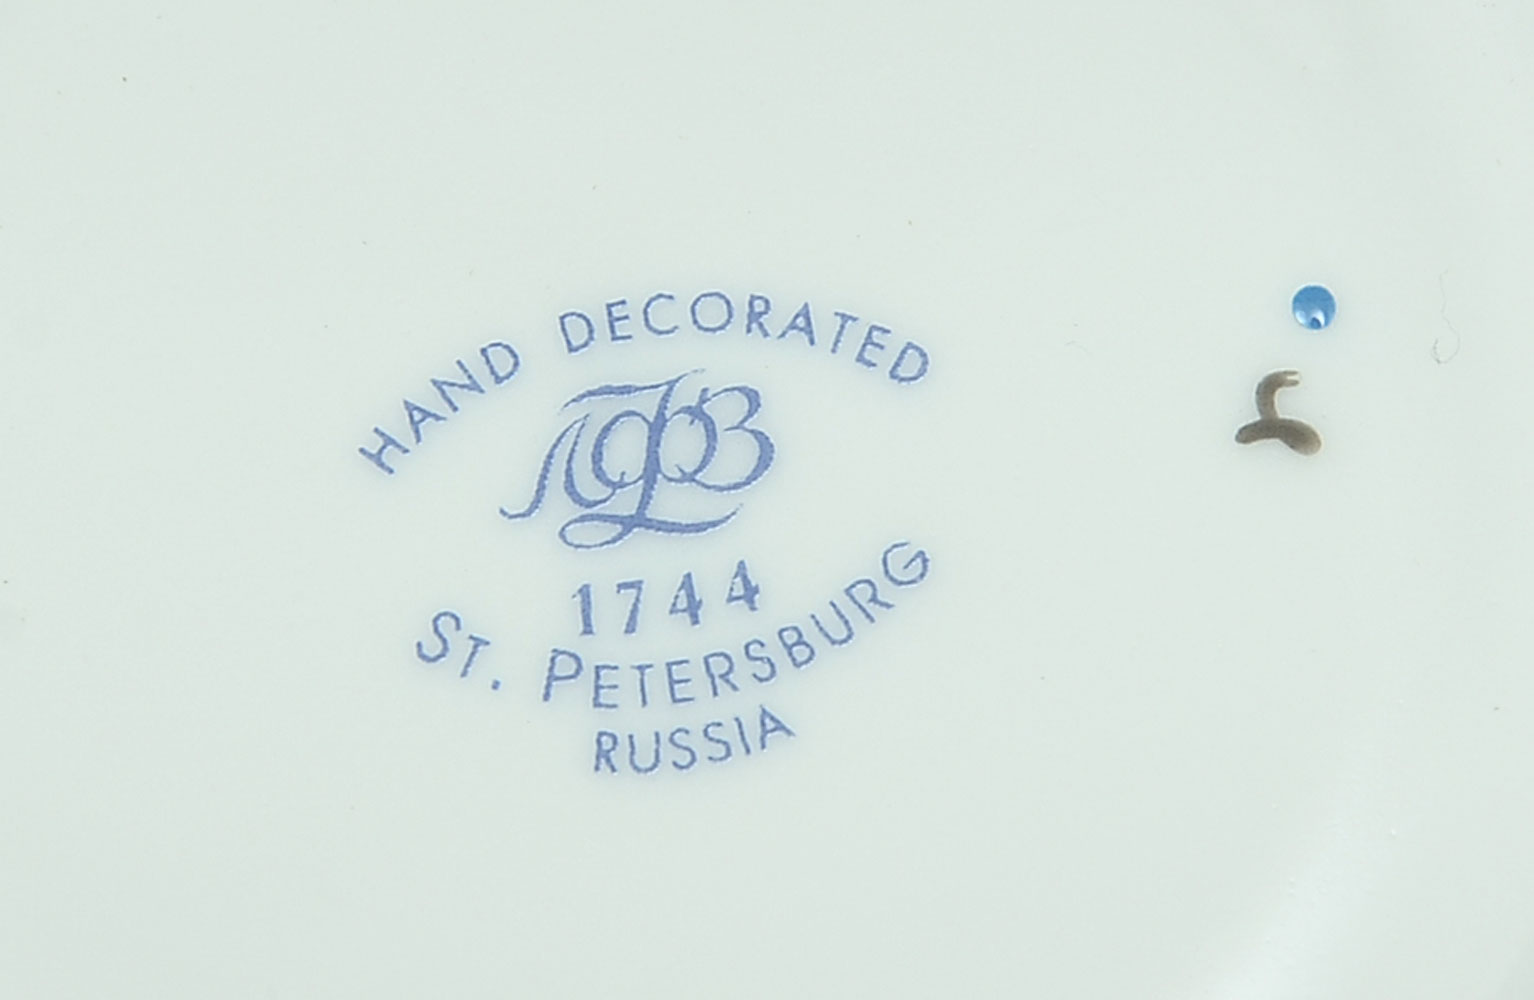 HAND DECORATED
ЛФЗ
1744
ST. PETERSBURG
RUSSIA